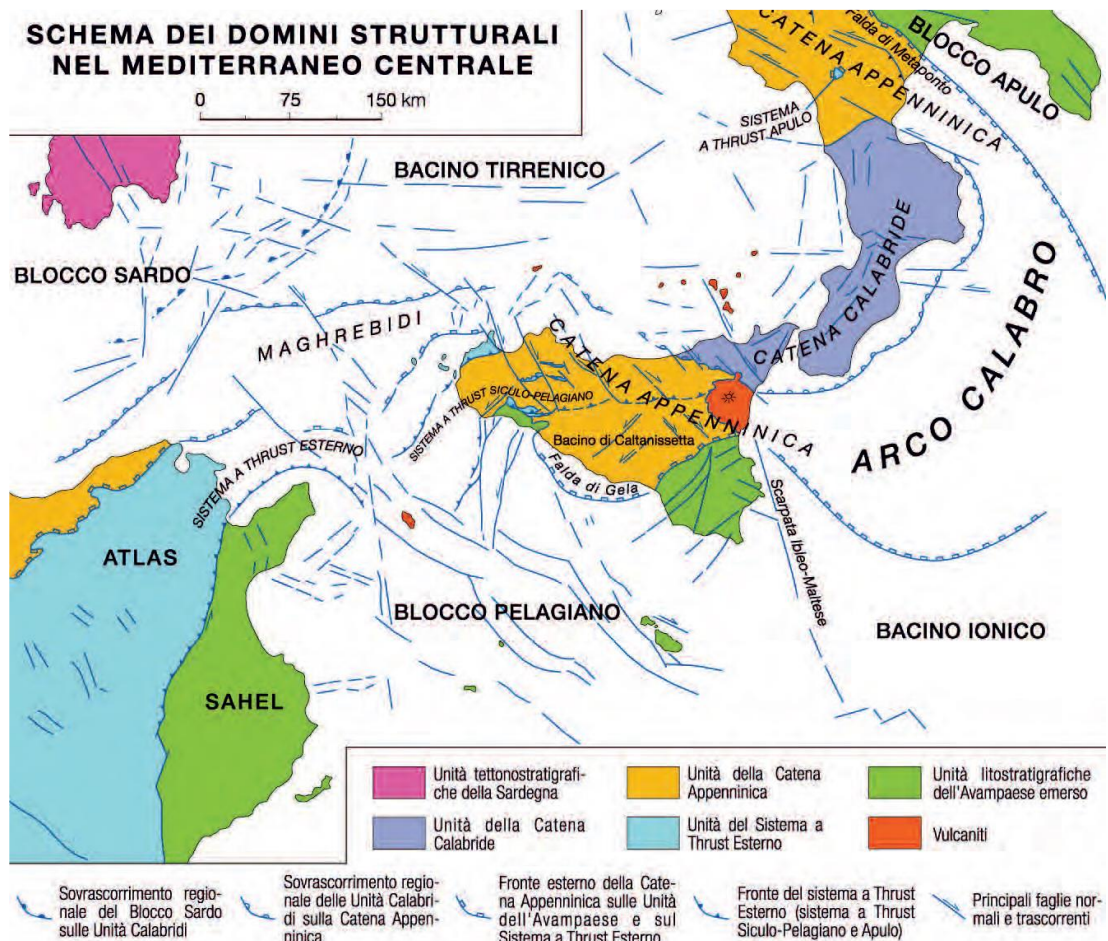 SCHEMA DEI DOMINI STRUTTURALI
NEL MEDITERRANEO CENTRALE
0 75 150 km
CATENA APPENNINICA
Falda di Metaponto
BLOCCO APULO
SISTEMA
A THRUST APULO
BACINO TIRRENICO
BLOCCO SARDO
MAGHREBIDI
CATENA CALABRIDE
ARCO CALABRO
CATENA APPENNINICA
SISTEMA A THRUST SICULO-PELAGIANO
Bacino di Caltanissetta
SISTEMA A THRUST ESTERNO
Falda di Gela
Scarpata Ibleo-Maltese
ATLAS
BLOCCO PELAGIANO
BACINO IONICO
SAHEL
Unità tettonostratigrafi-
che della Sardegna
Unità della Catena
Appenninica
Unità litostratigrafiche
dell'Avampaese emerso
Unità della Catena
Calabride
Unità del Sistema a
Thrust Esterno
Vulcaniti
Sovrascorrimento regio-
nale del Blocco Sardo
sulle Unità Calabridi
Sovrascorrimento regio-
nale delle Unità Calabri-
di sulla Catena Appen-
ninica
Fronte esterno della Cate-
na Appenninica sulle Unità
dell'Avampaese e sul
Sistema a Thrust Esterno
Fronte del sistema a Thrust
Esterno (sistema a Thrust
Siculo-Pelagiano e Apulo)
Principali faglie nor-
mali e trascorrenti